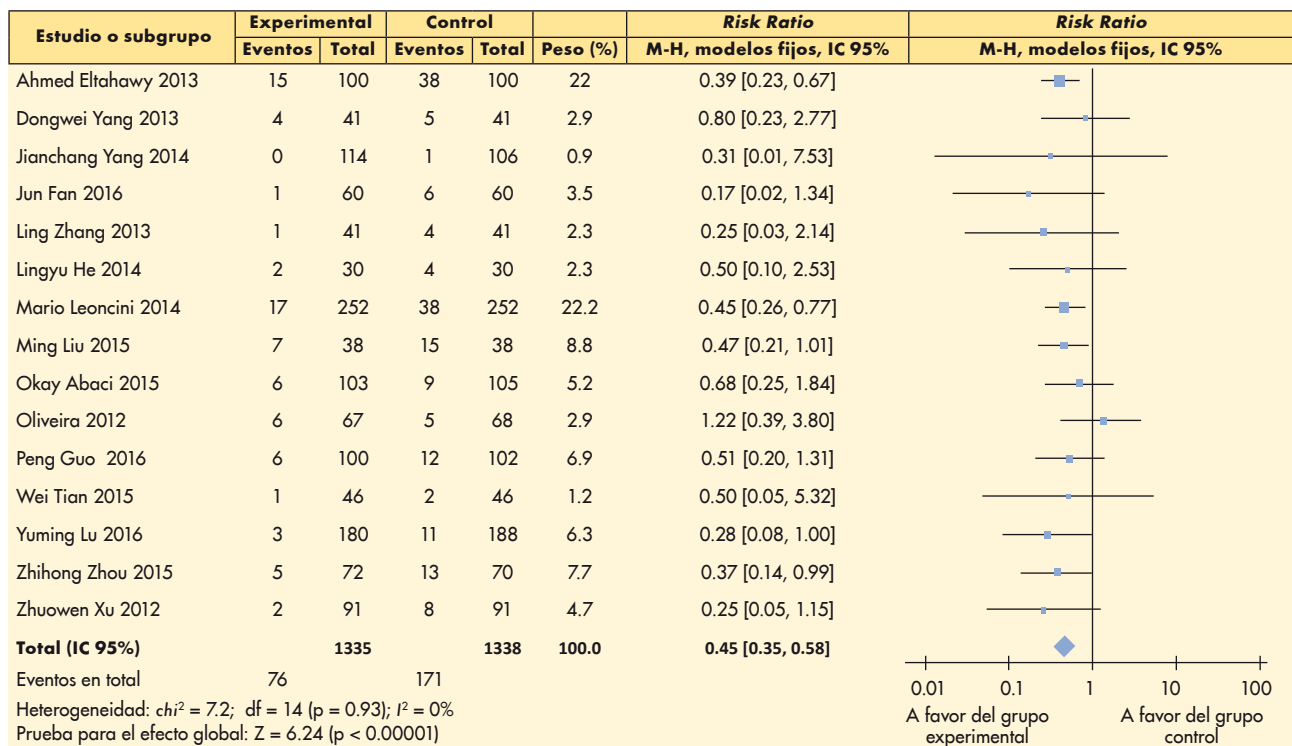 Estudio o subgrupo Experimental Control Peso (%) Risk Ratio Risk Ratio
Eventos Total Eventos Total M-H, modelos fijos, IC 95% M-H, modelos fijos, IC 95%
Ahmed Eltahawy 2013 15 100 38 100 22 0.39 [0.23, 0.67]
Dongwei Yang 2013 4 41 5 41 2.9 0.80 [0.23, 2.77]
Jianchang Yang 2014 0 114 1 106 0.9 0.31 [0.01, 7.53]
Jun Fan 2016 1 60 6 60 3.5 0.17 [0.02, 1.34]
Ling Zhang 2013 1 41 4 41 2.3 0.25 [0.03, 2.14]
Lingyu He 2014 2 30 4 30 2.3 0.50 [0.10, 2.53]
Mario Leoncini 2014 17 252 38 252 22.2 0.45 [0.26, 0.77]
Ming Liu 2015 7 38 15 38 8.8 0.47 [0.21, 1.01]
Okay Abaci 2015 6 103 9 105 5.2 0.68 [0.25, 1.84]
Oliveira 2012 6 67 5 68 2.9 1.22 [0.39, 3.80]
Peng Guo 2016 6 100 12 102 6.9 0.51 [0.20, 1.31]
Wei Tian 2015 1 46 2 46 1.2 0.50 [0.05, 5.32]
Yuming Lu 2016 3 180 11 188 6.3 0.28 [0.08, 1.00]
Zhihong Zhou 2015 5 72 13 70 7.7 0.37 [0.14, 0.99]
Zhuowen Xu 2012 2 91 8 91 4.7 0.25 [0.05, 1.15]
Total (IC 95%) 1335 1338 100.0 0.45 [0.35, 0.58]
Eventos en total 76 171
Heterogeneidad: chi² = 7.2; df = 14 (p = 0.93); I² = 0%
Prueba para el efecto global: Z = 6.24 (p < 0.00001)
0.01 0.1 1 10 100
A favor del grupo experimental
A favor del grupo control